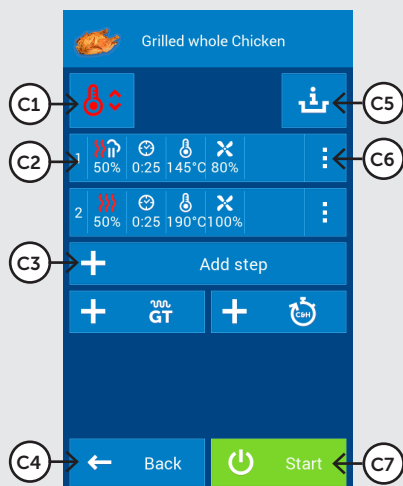 Grilled whole Chicken
C1
C5
C2
1 50% 0:25 145°C 80%
C6
2 50% 0:25 190°C 100%
C3
Add step
GT
C&H
C4
Back
Start
C7